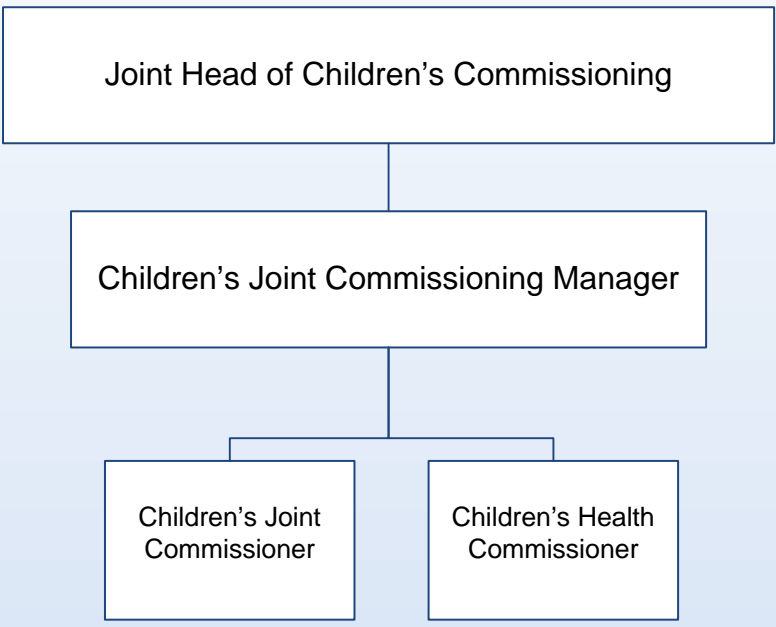 Joint Head of Children’s Commissioning
Children’s Joint Commissioning Manager
Children’s Joint
Commissioner
Children’s Health
Commissioner